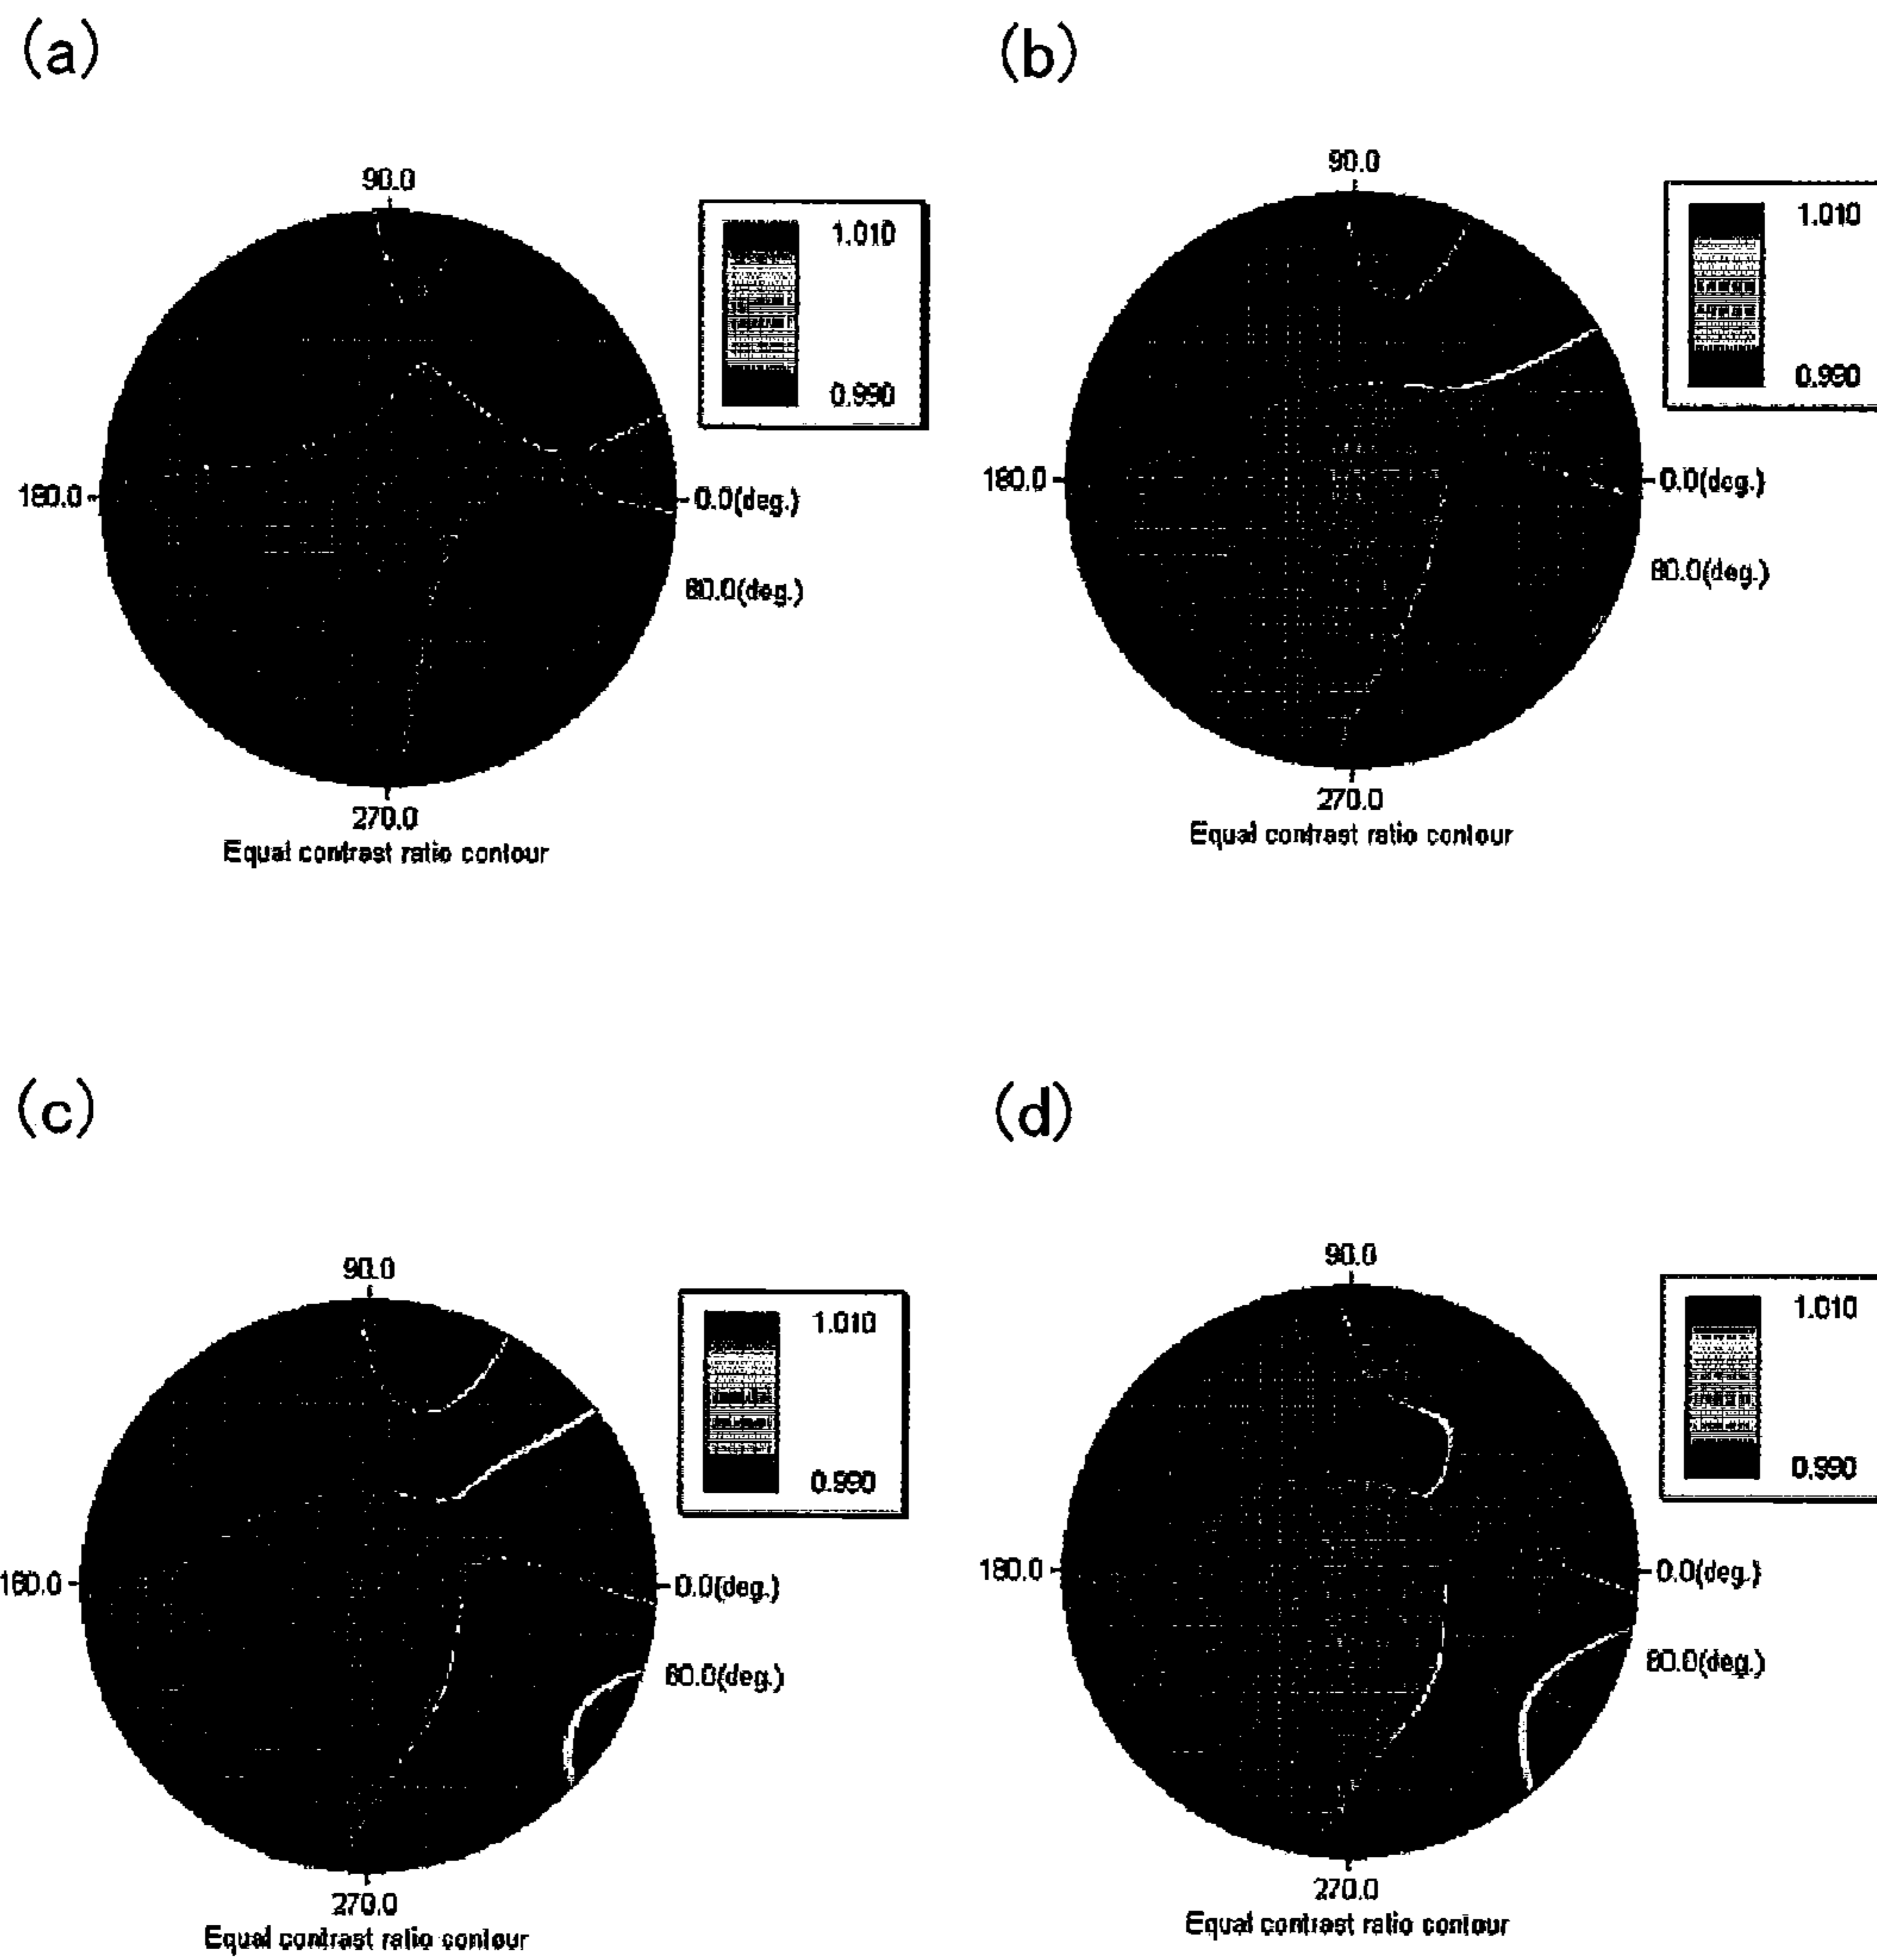 (a)
90.0
1.010
0.990
180.0
0.0(deg.)
80.0(deg.)
270.0
Equal contrast ratio contour
(b)
90.0
1.010
0.990
180.0
0.0(deg.)
80.0(deg.)
270.0
Equal contrast ratio contour
(c)
90.0
1.010
0.990
180.0
0.0(deg.)
80.0(deg.)
270.0
Equal contrast ratio contour
(d)
90.0
1.010
0.990
180.0
0.0(deg.)
80.0(deg.)
270.0
Equal contrast ratio contour